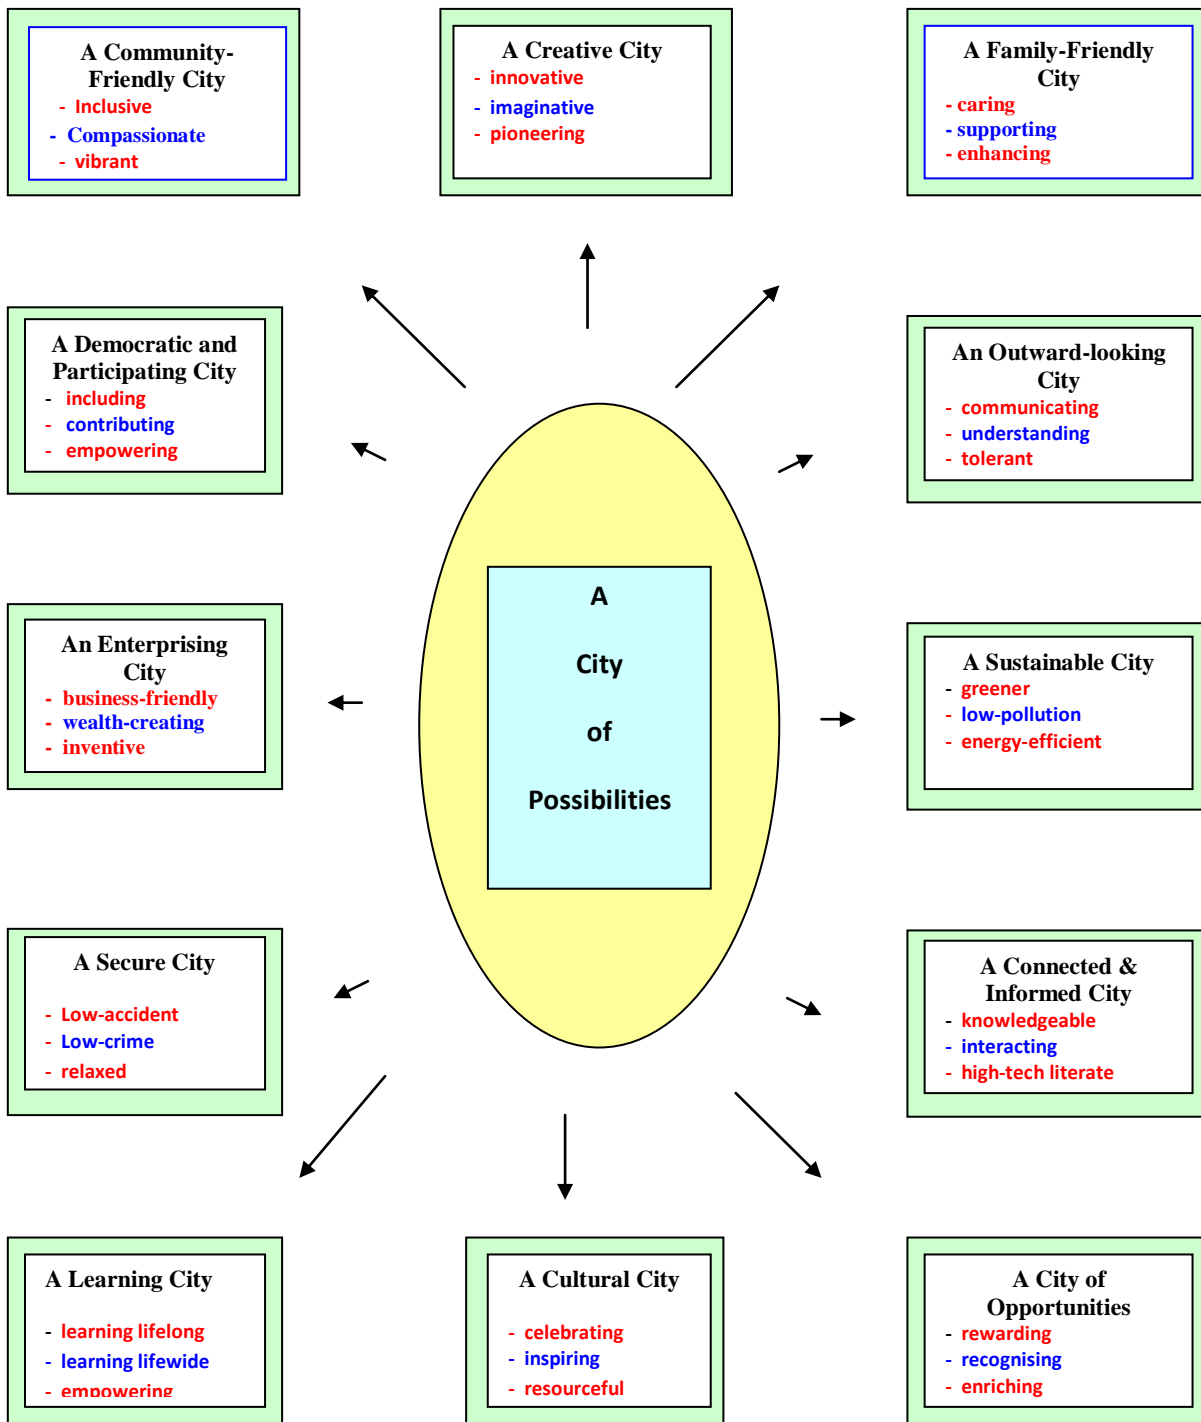 A Community-
Friendly City
- Inclusive
- Compassionate
- vibrant
A Creative City
- innovative
- imaginative
- pioneering
A Family-Friendly
City
- caring
- supporting
- enhancing
A Democratic and
Participating City
- including
- contributing
- empowering
An Outward-looking
City
- communicating
- understanding
- tolerant
A
City
of
Possibilities
An Enterprising
City
- business-friendly
- wealth-creating
- inventive
A Sustainable City
- greener
- low-pollution
- energy-efficient
A Secure City
- Low-accident
- Low-crime
- relaxed
A Connected &
Informed City
- knowledgeable
- interacting
- high-tech literate
A Learning City
- learning lifelong
- learning lifewide
- empowering
A Cultural City
- celebrating
- inspiring
- resourceful
A City of
Opportunities
- rewarding
- recognising
- enriching